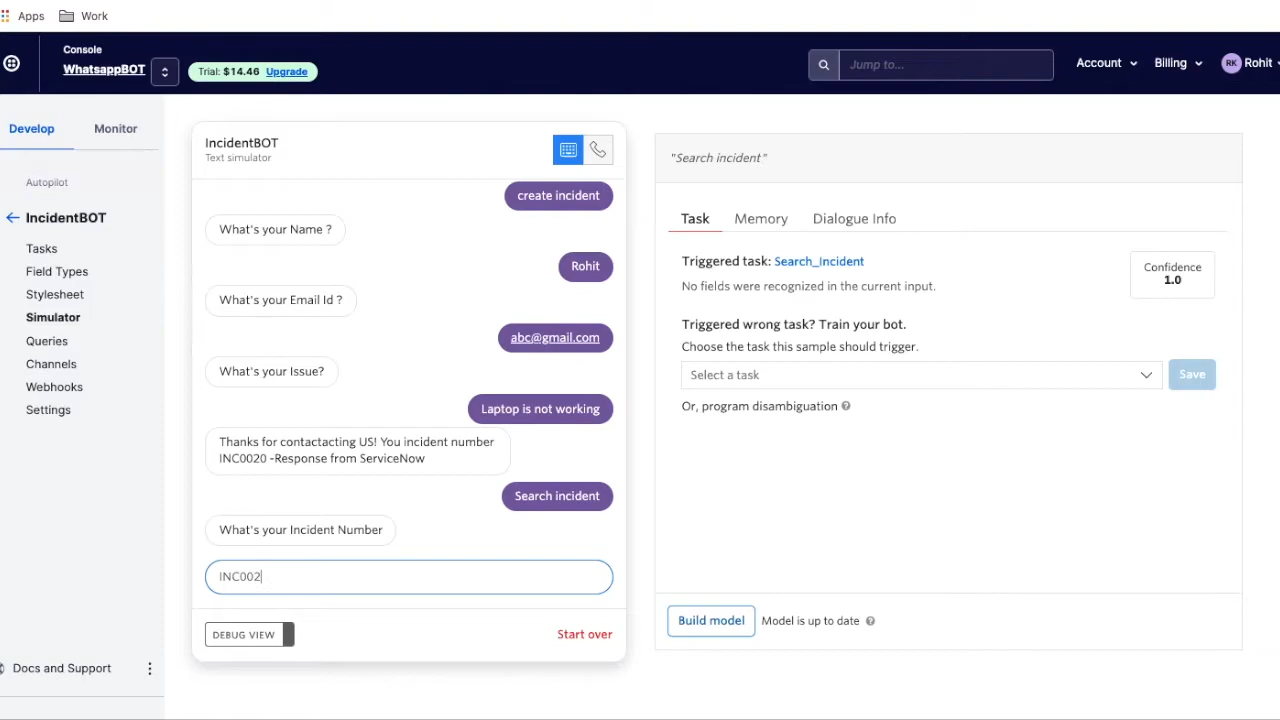 Apps
Work
Console
WhatsappBOT
Trial: $14.46 Upgrade
Jump to...
Account
Billing
RK Rohit
Develop
Monitor
Autopilot
IncidentBOT
Tasks
Field Types
Stylesheet
Simulator
Queries
Channels
Webhooks
Settings
Docs and Support
IncidentBOT
Text simulator
create incident
What's your Name ?
Rohit
What's your Email Id ?
abc@gmail.com
What's your Issue?
Laptop is not working
Thanks for contactacting US! You incident number
INC0020 -Response from ServiceNow
Search incident
What's your Incident Number
INC002
DEBUG VIEW
Start over
"Search incident"
Task
Memory
Dialogue Info
Triggered task: Search_Incident
No fields were recognized in the current input.
Confidence
1.0
Triggered wrong task? Train your bot.
Choose the task this sample should trigger.
Select a task
Save
Or, program disambiguation
Build model
Model is up to date